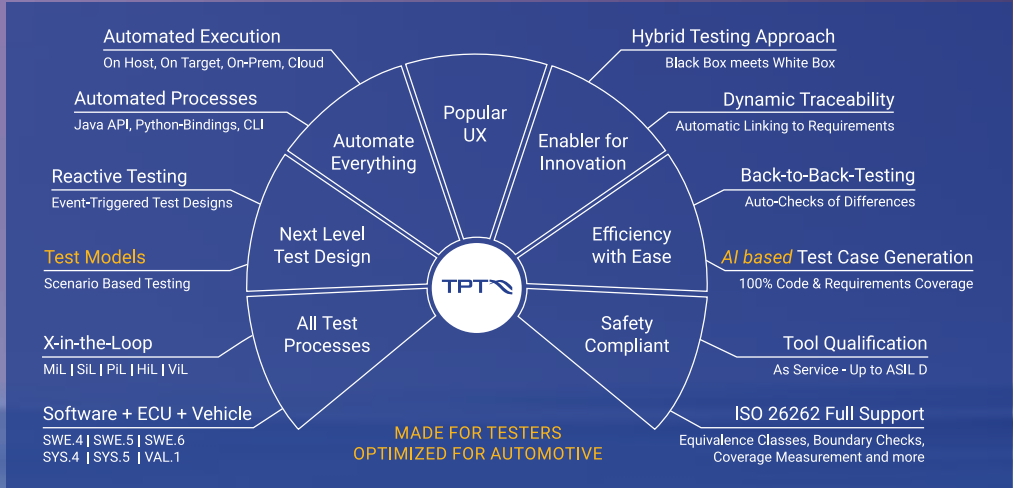 Automated Execution
On Host, On Target, On-Prem, Cloud
Automated Processes
Java API, Python-Bindings, CLI
Reactive Testing
Event-Triggered Test Designs
Test Models
Scenario Based Testing
X-in-the-Loop
MiL | SiL | PiL | HiL | ViL
Software + ECU + Vehicle
SWE.4 | SWE.5 | SWE.6
SYS.4 | SYS.5 | VAL.1
All Test
Processes
Next Level
Test Design
Automate
Everything
Popular
UX
Enabler for
Innovation
Efficiency
with Ease
Safety
Compliant
TPT
MADE FOR TESTERS
OPTIMIZED FOR AUTOMOTIVE
Hybrid Testing Approach
Black Box meets White Box
Dynamic Traceability
Automatic Linking to Requirements
Back-to-Back-Testing
Auto-Checks of Differences
AI based Test Case Generation
100% Code & Requirements Coverage
Tool Qualification
As Service - Up to ASIL D
ISO 26262 Full Support
Equivalence Classes, Boundary Checks,
Coverage Measurement and more